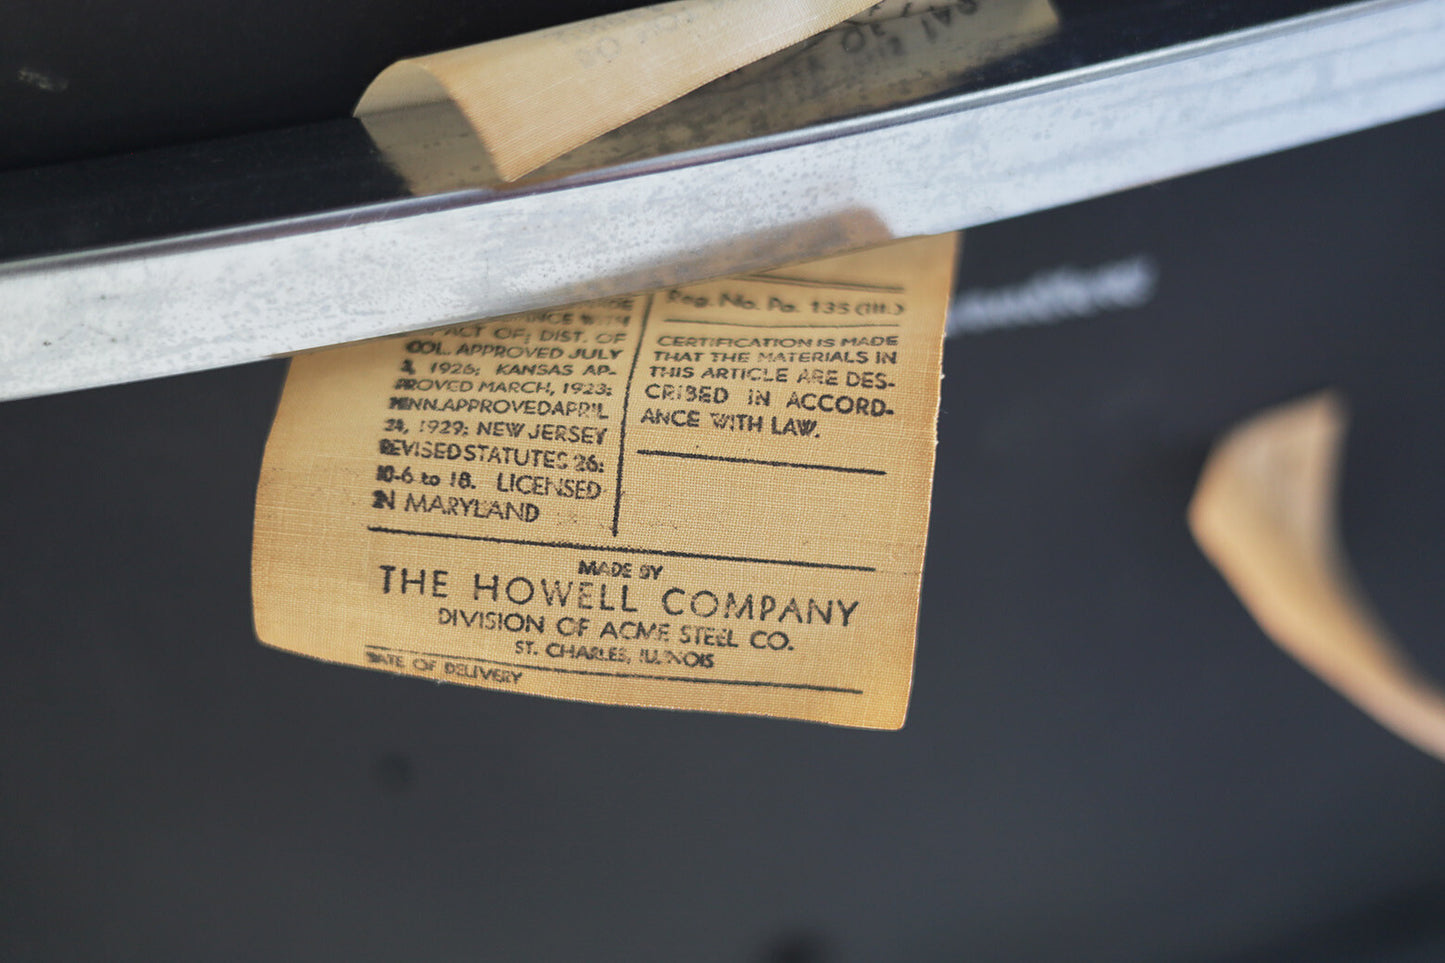 ACT OF; DIST. OF
COL. APPROVED JULY
3, 1926; KANSAS AP-
PROVED MARCH, 1923;
MINN. APPROVED APRIL
24, 1929; NEW JERSEY
REVISED STATUTES 26:
10-6 to 18. LICENSED
IN MARYLAND
Reg. No. Pa. 135 (Ill.)
CERTIFICATION IS MADE
THAT THE MATERIALS IN
THIS ARTICLE ARE DES-
CRIBED IN ACCORD-
ANCE WITH LAW.
MADE BY
THE HOWELL COMPANY
DIVISION OF ACME STEEL CO.
ST. CHARLES, ILLINOIS
DATE OF DELIVERY